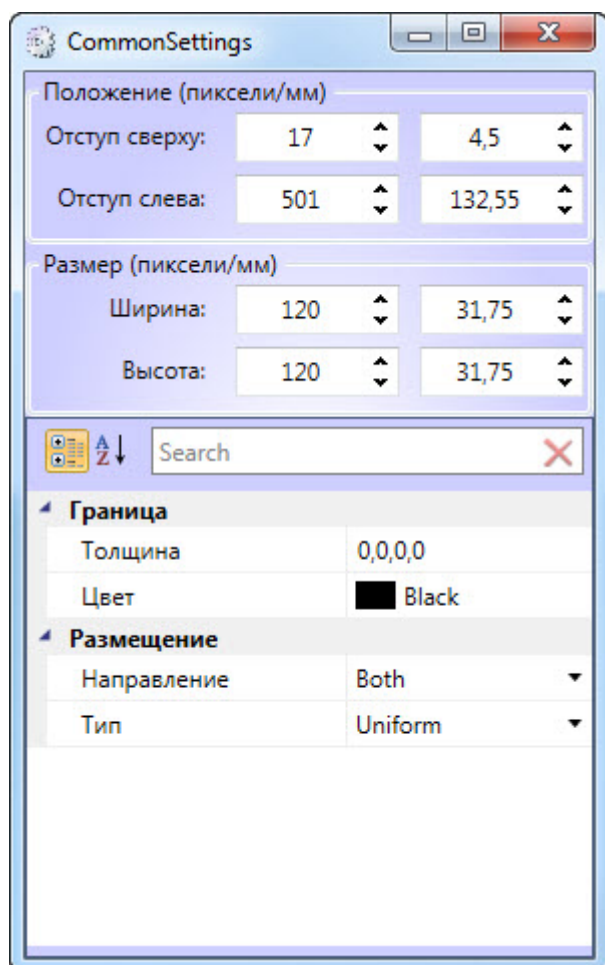 CommonSettings
Положение (пиксели/мм)
Отступ сверху: 17 4,5
Отступ слева: 501 132,55
Размер (пиксели/мм)
Ширина: 120 31,75
Высота: 120 31,75
A Z Search
Граница
Толщина 0,0,0,0
Цвет Black
Размещение
Направление Both
Тип Uniform